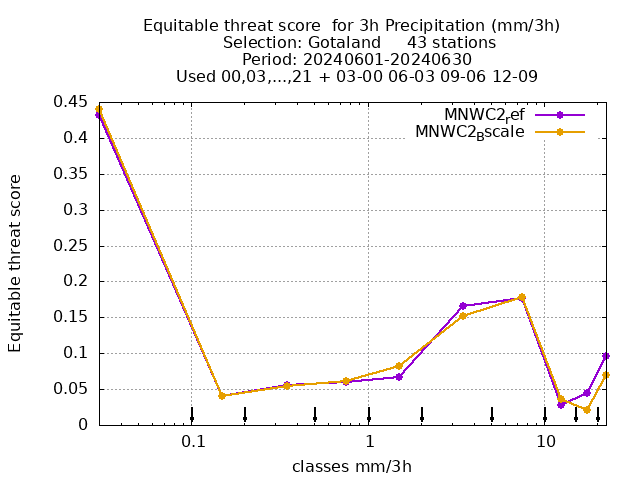 Equitable threat score  for 3h Precipitation (mm/3h)
Selection: Gotaland     43 stations
Period: 20240601-20240630
Used 00,03,...,21 + 03-00 06-03 09-06 12-09
MNWC2ref
MNWC2Bscale
Equitable threat score
0.45
0.4
0.35
0.3
0.25
0.2
0.15
0.1
0.05
0
0.1 1 10
classes mm/3h